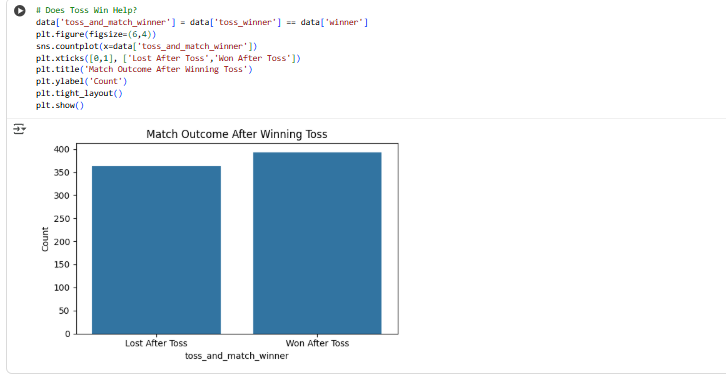 # Does Toss Win Help?
data['toss_and_match_winner'] = data['toss_winner'] == data['winner']
plt.figure(figsize=(6,4))
sns.countplot(x=data['toss_and_match_winner'])
plt.xticks([0,1], ['Lost After Toss','Won After Toss'])
plt.title('Match Outcome After Winning Toss')
plt.ylabel('Count')
plt.tight_layout()
plt.show()
Match Outcome After Winning Toss
400
350
300
250
200
150
100
50
0
Count
Lost After Toss
Won After Toss
toss_and_match_winner